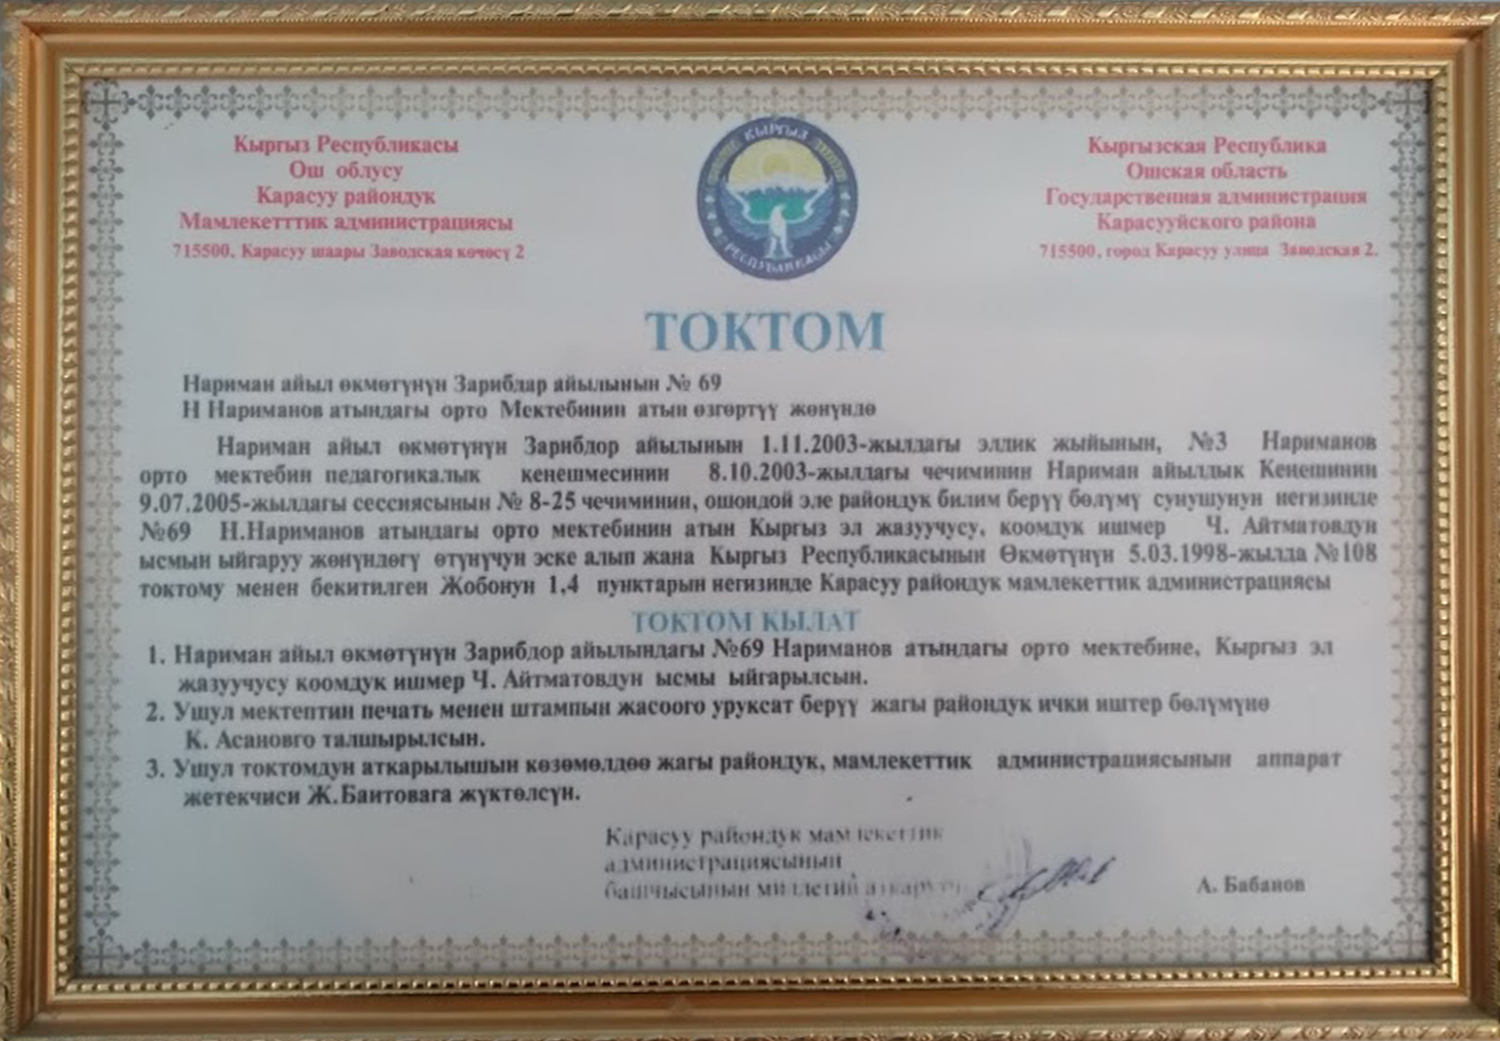 Кыргыз Республикасы
Ош облусу
Карасуу райондук
Мамлекетттик администрациясы
715500, Карасуу шаары Заводская көчөсү 2
КЫРГЫЗ
РЕСПУБЛИКАСЫ
Кыргызская Республика
Ошская область
Государственная администрация
Карасууйского района
715500, город Карасуу улица Заводская 2.
ТОКТОМ
Нариман айыл өкмөтүнүн Зарибдар айылынын № 69
Н Нариманов атындагы орто Мектебинин атын өзгөртүү жөнүндө
Нариман айыл өкмөтүнүн Зарибдор айылынын 1.11.2003-жылдагы эллик жыйынын, №3 Нариманов
орто мектебин педагогикалык кенешмесинин 8.10.2003-жылдагы чечиминин Нариман айылдык Кенешинин
9.07.2005-жылдагы сессиясынын № 8-25 чечиминин, ошондой эле райондук билим берүү бөлүмү сунушунун негизинде
№69 Н.Нариманов атындагы орто мектебинин атын Кыргыз эл жазуучусу, коомдук ишмер Ч. Айтматовдун
ысмын ыйгаруу жөнүндөгү өтүнүчүн эске алып жана Кыргыз Республикасынын Өкмөтүнүн 5.03.1998-жылда №108
токтому менен бекитилген Жобонун 1,4 пунктарын негизинде Карасуу райондук мамлекеттик администрациясы
ТОКТОМ КЫЛАТ
1. Нариман айыл өкмөтүнүн Зарибдор айылындагы №69 Нариманов атындагы орто мектебине, Кыргыз эл
жазуучусу коомдук ишмер Ч. Айтматовдун ысмы ыйгарылсын.
2. Ушул мектептин печать менен штампын жасоого уруксат берүү жагы райондук ички иштер бөлүмүнө
К. Асановго талшырылсын.
3. Ушул токтомдун аткарылышын көзөмөлдөө жагы райондук, мамлекеттик администрациясынын аппарат
жетекчиси Ж.Баитовага жүктөлсүн.
Карасуу райондук мамлекеттик
администрациясынын
башчысынын милдетин
А. Бабанов